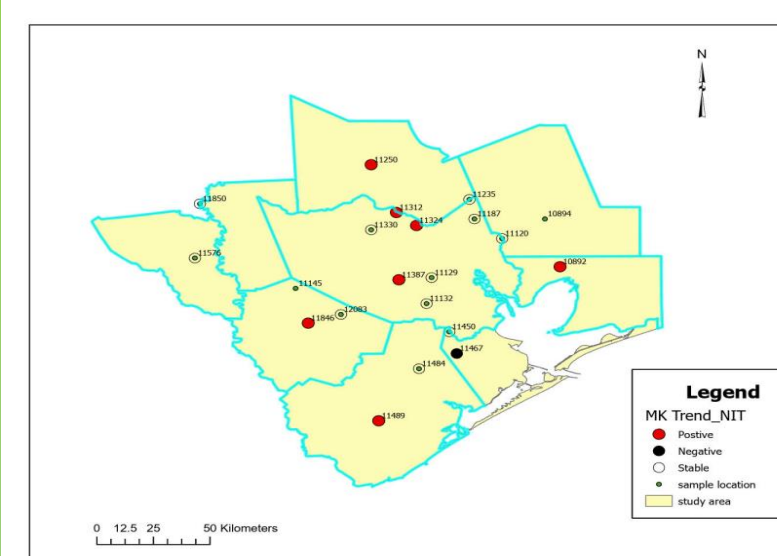 N
11250
11850
11235
11312
11187
10894
11324
11330
11120
11576
10892
11387
11129
11145
11132
12083
11846
11450
11467
11484
11489
Legend
MK Trend_NIT
Postive
Negative
Stable
sample location
study area
0 12.5 25 50 Kilometers